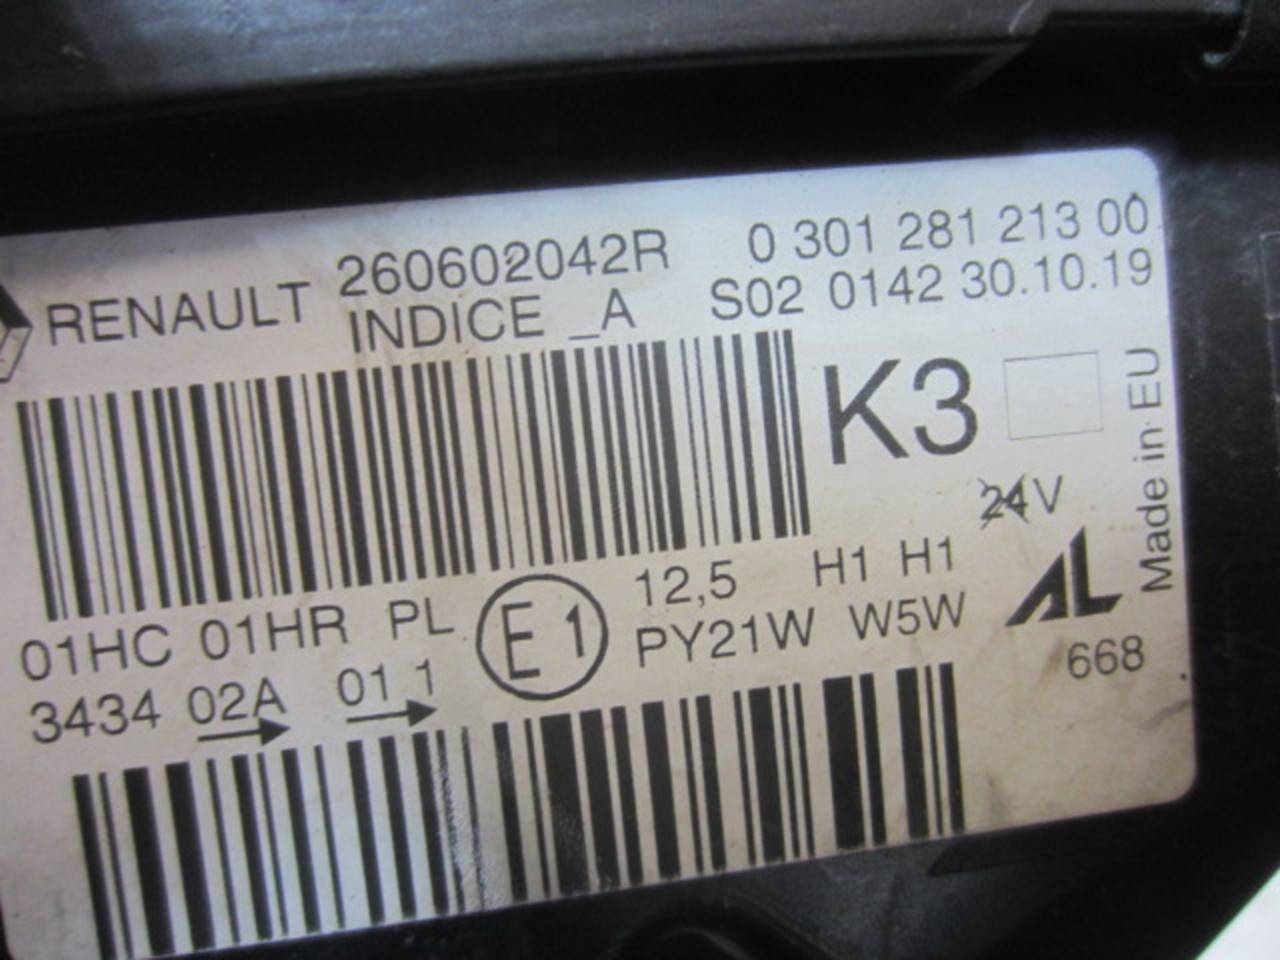 RENAULT 260602042R 0 301 281 213 00
INDICE _A S02 0142 30.10.19
K3
24V
Made in EU
01HC 01HR PL E1 12,5 H1 H1
3434 02A 01 1 PY21W W5W
AL
668